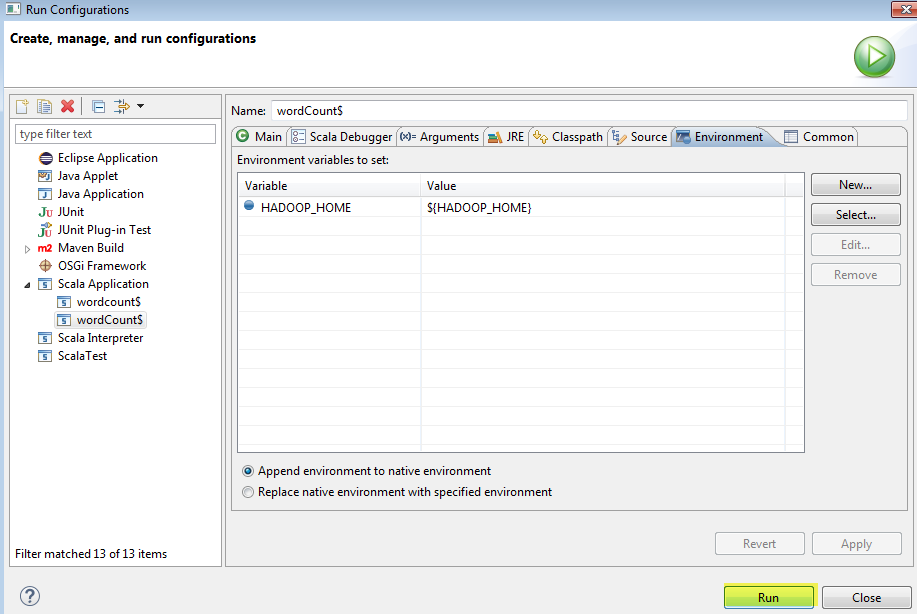 Run Configurations
Create, manage, and run configurations
type filter text
Eclipse Application
Java Applet
Java Application
Ju JUnit
JUnit Plug-in Test
m2 Maven Build
OSGi Framework
Scala Application
wordcount$
wordCount$
Scala Interpreter
ScalaTest
Filter matched 13 of 13 items
Name: wordCount$
Main Scala Debugger (x)= Arguments JRE Classpath Source Environment Common
Environment variables to set:
Variable Value
HADOOP_HOME ${HADOOP_HOME}
New...
Select...
Edit...
Remove
Append environment to native environment
Replace native environment with specified environment
Revert Apply
? Run Close